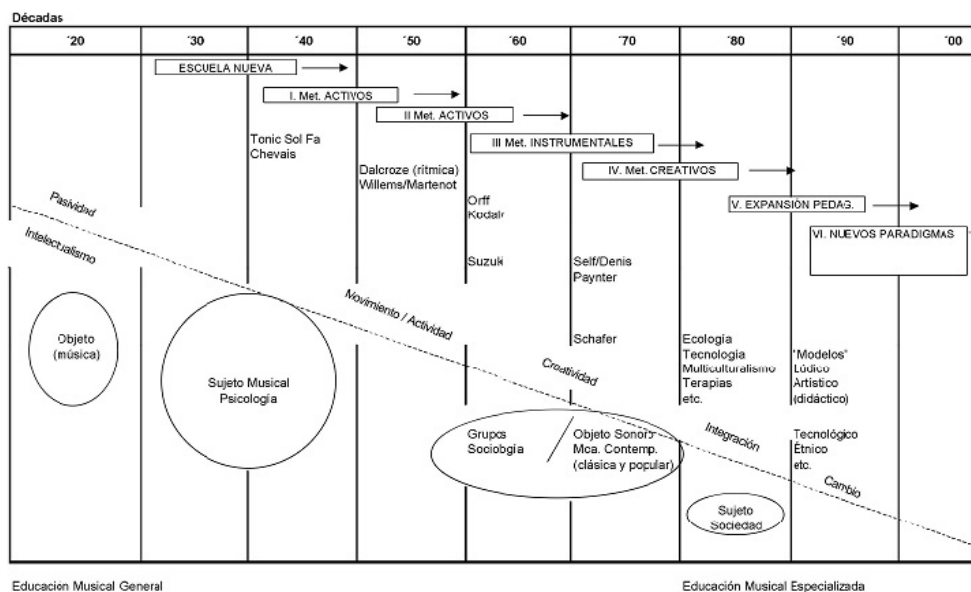 Décadas
´20 ´30 ´40 ´50 ´60 ´70 ´80 ´90 ´00
ESCUELA NUEVA
I. Met. ACTIVOS
II Met. ACTIVOS
III Met. INSTRUMENTALES
IV. Met. CREATIVOS
V. EXPANSIÓN PEDAG.
VI. NUEVOS PARADIGMAS
Tonic Sol Fa
Chevais
Dalcroze (rítmica)
Willems/Martenot
Orff
Kodaly
Suzuk
Self/Denis
Paynter
Schafer
Ecología
Tecnología
Multiculturalismo
Terapias
etc.
"Modelos"
Lúdico
Artístico
(didáctico)
Tecnológico
Étnico
etc.
Pasividad
Intelectualismo
Movimiento / Actividad
Creatividad
Integración
Cambio
Objeto
(música)
Sujeto Musical
Psicología
Grupos
Sociología
Objeto Sonoro
Mca. Contemp.
(clásica y popular)
Sujeto
Sociedad
Educación Musical General
Educación Musical Especializada